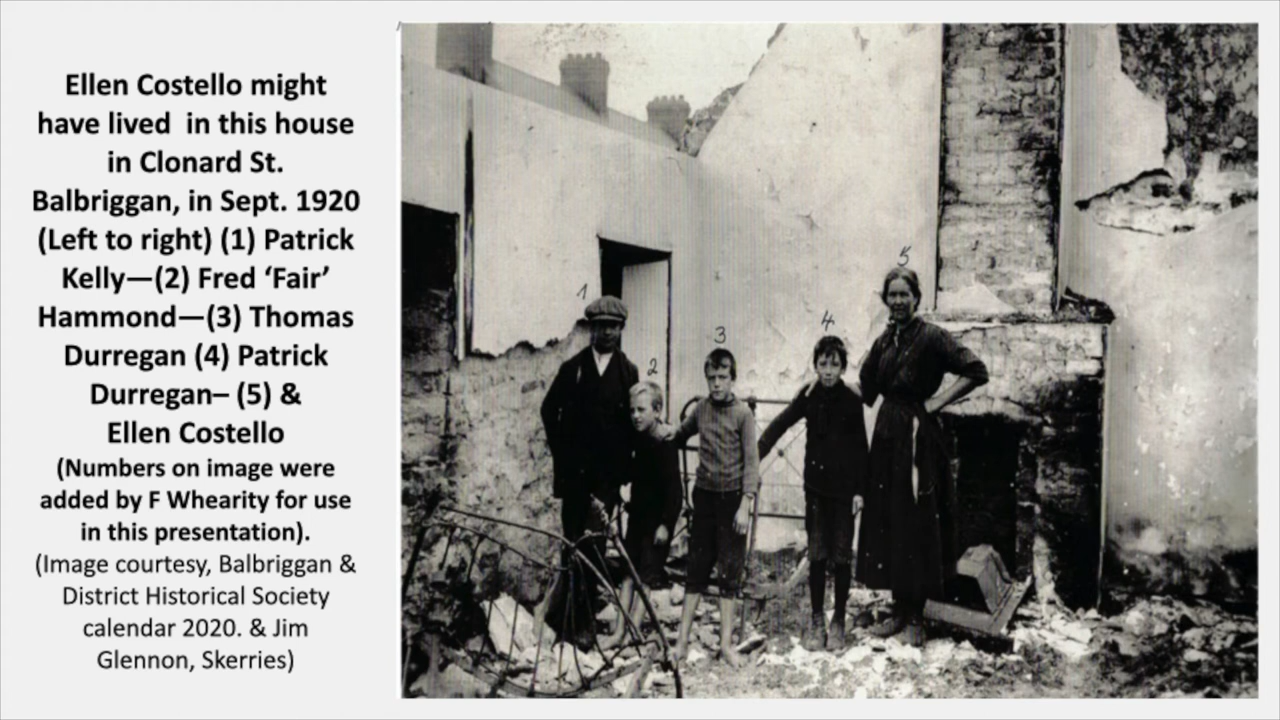 Ellen Costello might
have lived in this house
in Clonard St.
Balbriggan, in Sept. 1920
(Left to right) (1) Patrick
Kelly—(2) Fred ‘Fair’
Hammond—(3) Thomas
Durregan (4) Patrick
Durregan– (5) &
Ellen Costello
(Numbers on image were
added by F Whearity for use
in this presentation).
(Image courtesy, Balbriggan &
District Historical Society
calendar 2020. & Jim
Glennon, Skerries)
1
2
3
4
5